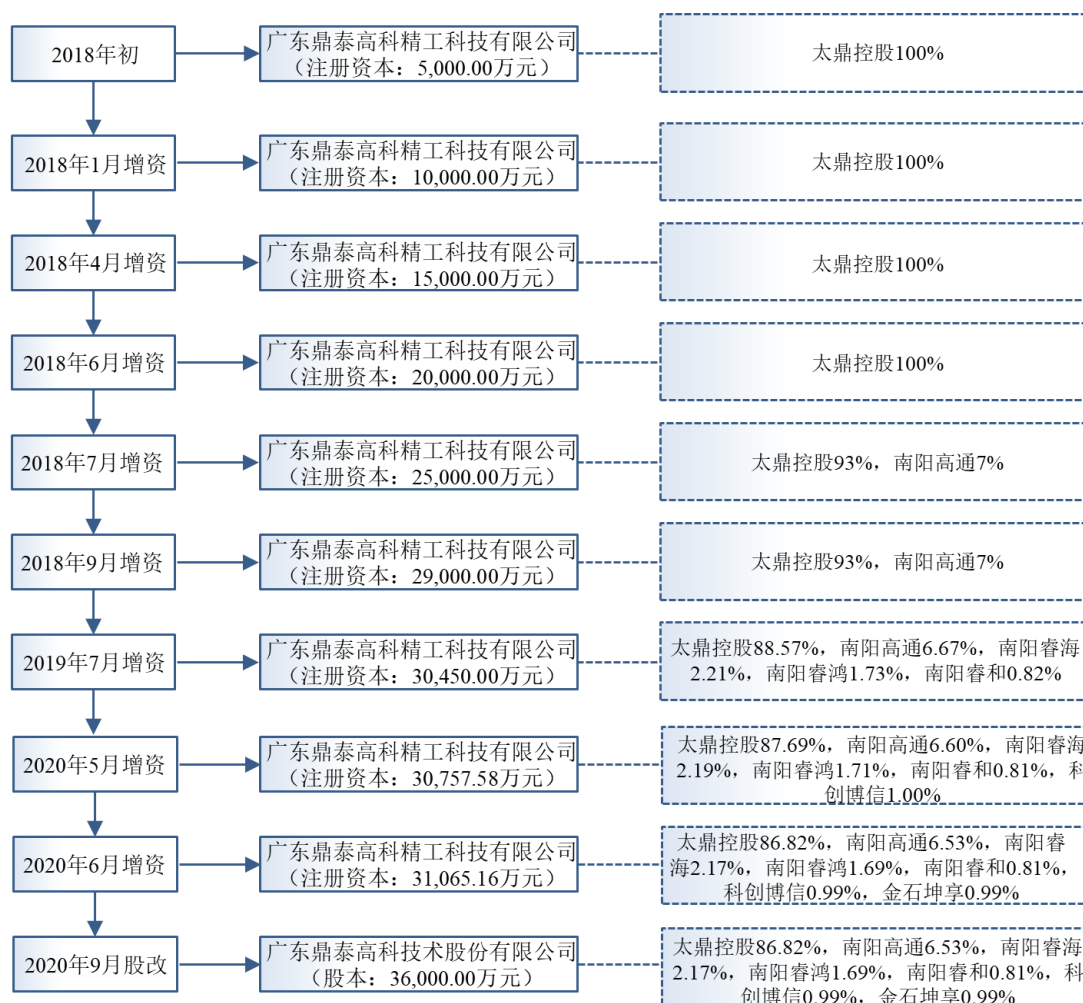 2018年初
广东鼎泰高科精工科技有限公司
（注册资本：5,000.00万元）
太鼎控股100%
2018年1月增资
广东鼎泰高科精工科技有限公司
（注册资本：10,000.00万元）
太鼎控股100%
2018年4月增资
广东鼎泰高科精工科技有限公司
（注册资本：15,000.00万元）
太鼎控股100%
2018年6月增资
广东鼎泰高科精工科技有限公司
（注册资本：20,000.00万元）
太鼎控股100%
2018年7月增资
广东鼎泰高科精工科技有限公司
（注册资本：25,000.00万元）
太鼎控股93%，南阳高通7%
2018年9月增资
广东鼎泰高科精工科技有限公司
（注册资本：29,000.00万元）
太鼎控股93%，南阳高通7%
2019年7月增资
广东鼎泰高科精工科技有限公司
（注册资本：30,450.00万元）
太鼎控股88.57%，南阳高通6.67%，南阳睿海
2.21%，南阳睿鸿1.73%，南阳睿和0.82%
2020年5月增资
广东鼎泰高科精工科技有限公司
（注册资本：30,757.58万元）
太鼎控股87.69%，南阳高通6.60%，南阳睿海
2.19%，南阳睿鸿1.71%，南阳睿和0.81%，科
创博信1.00%
2020年6月增资
广东鼎泰高科精工科技有限公司
（注册资本：31,065.16万元）
太鼎控股86.82%，南阳高通6.53%，南阳睿
海2.17%，南阳睿鸿1.69%，南阳睿和0.81%，
科创博信0.99%，金石坤享0.99%
2020年9月股改
广东鼎泰高科技术股份有限公司
（股本：36,000.00万元）
太鼎控股86.82%，南阳高通6.53%，南阳睿海
2.17%，南阳睿鸿1.69%，南阳睿和0.81%，科
创博信0.99%，金石坤享0.99%